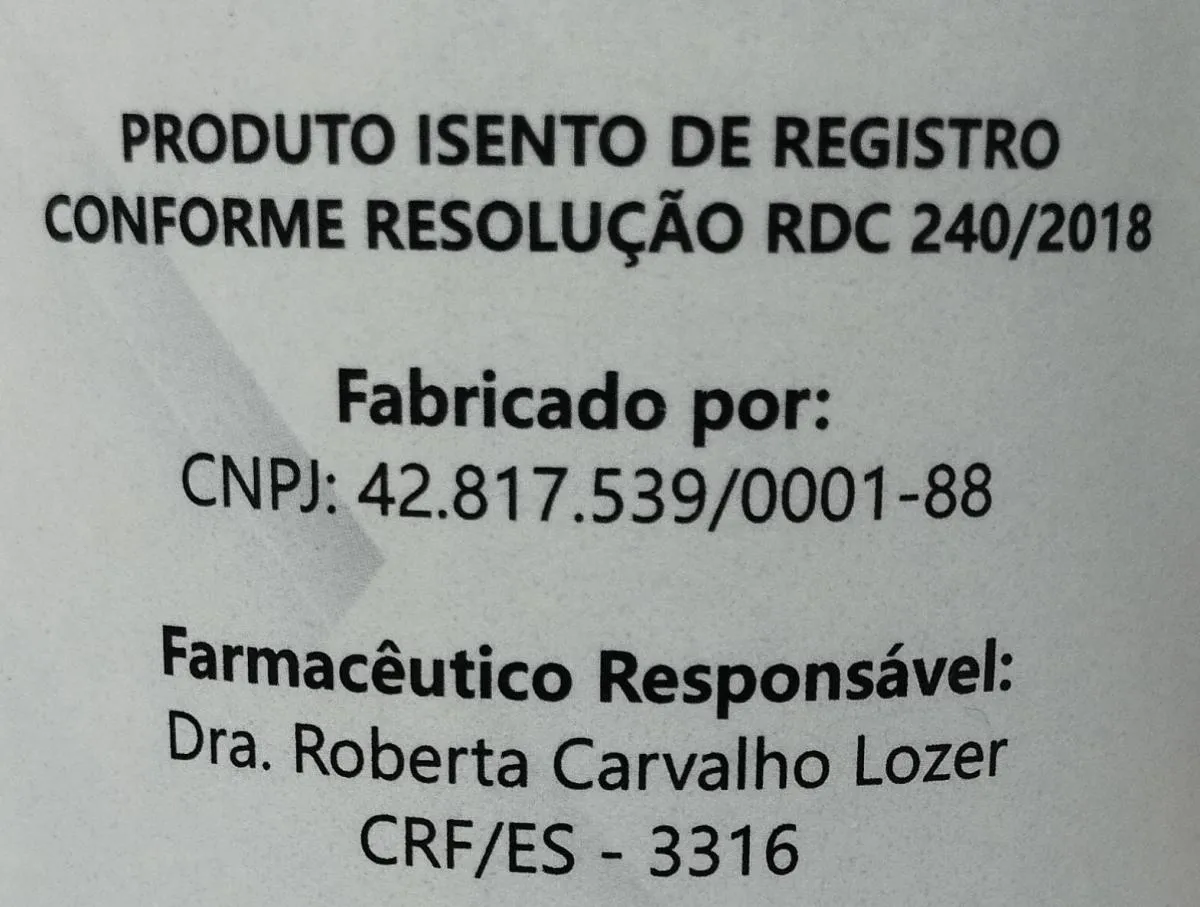 PRODUTO ISENTO DE REGISTRO
CONFORME RESOLUÇÃO RDC 240/2018
Fabricado por:
CNPJ: 42.817.539/0001-88
Farmacêutico Responsável:
Dra. Roberta Carvalho Lozer
CRF/ES - 3316